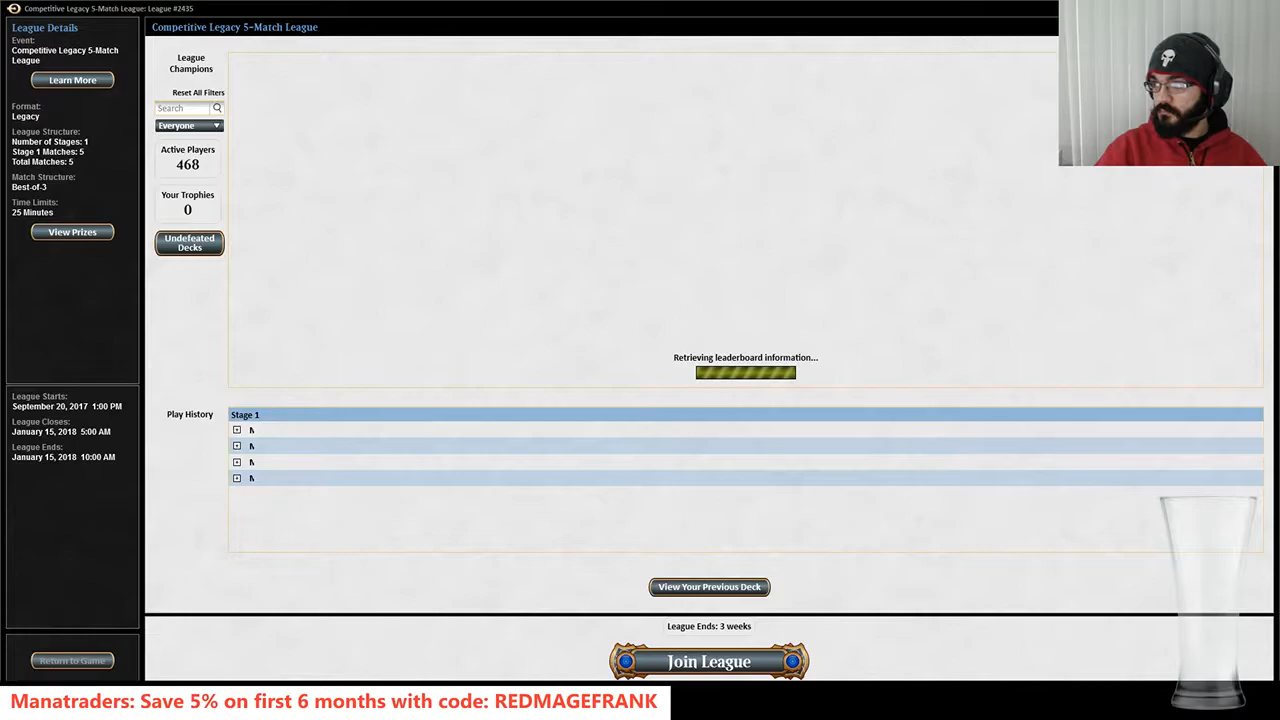 Competitive Legacy 5-Match League: League #2435
League Details
Event:
Competitive Legacy 5-Match
League
Learn More
Format:
Legacy
League Structure:
Number of Stages: 1
Stage 1 Matches: 5
Total Matches: 5
Match Structure:
Best-of-3
Time Limits:
25 Minutes
View Prizes
League Starts:
September 20, 2017 1:00 PM
League Closes:
January 15, 2018 5:00 AM
League Ends:
January 15, 2018 10:00 AM
Return to Game
Competitive Legacy 5-Match League
League
Champions
Reset All Filters
Search
Everyone
Active Players
468
Your Trophies
0
Undefeated
Decks
Retrieving leaderboard information...
Play History
Stage 1
View Your Previous Deck
League Ends: 3 weeks
Join League
Manatraders: Save 5% on first 6 months with code: REDMAGEFRANK